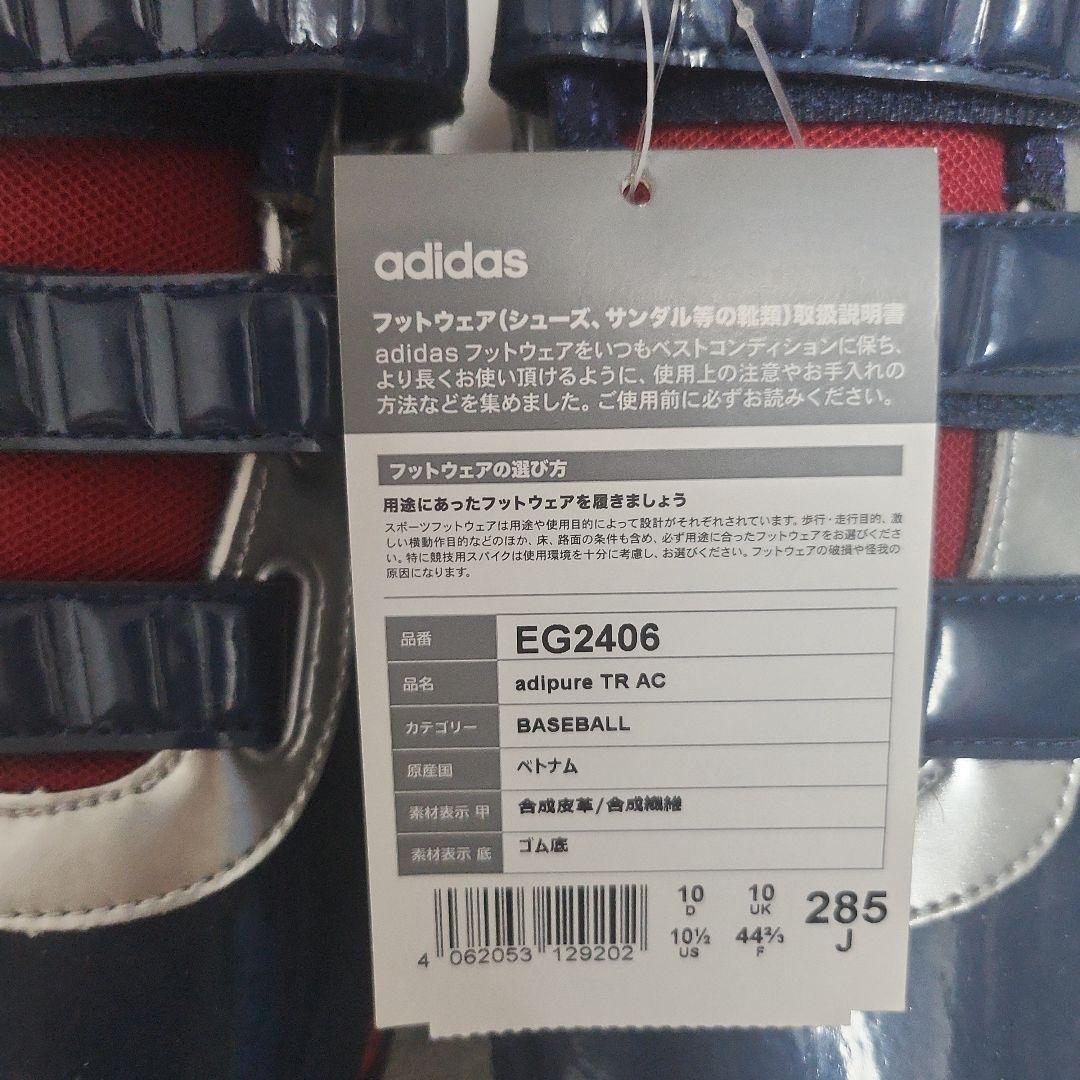 adidas
フットウェア(シューズ、サンダル等の靴類)取扱説明書
adidas フットウェアをいつもベストコンディションに保ち、
より長くお使い頂けるように、使用上の注意やお手入れの
方法などを集めました。ご使用前に必ずお読みください。
フットウェアの選び方
用途にあったフットウェアを履きましょう
スポーツフットウェアは用途や使用目的によって設計がそれぞれされています。歩行・走行目的、激
しい横動作目的などのほか、床、路面の条件も含め、必ず用途に合ったフットウェアをお選びくださ
い。特に競技用スパイクは使用環境を十分に考慮し、お選びください。フットウェアの破損や怪我の
原因になります。
品番 EG2406
品名 adipure TR AC
カテゴリー BASEBALL
原産国 ベトナム
素材表示 甲 合成皮革/合成繊維
素材表示 底 ゴム底
10 10 285
D UK J
10½ 44⅔
US F
4 062053 129202